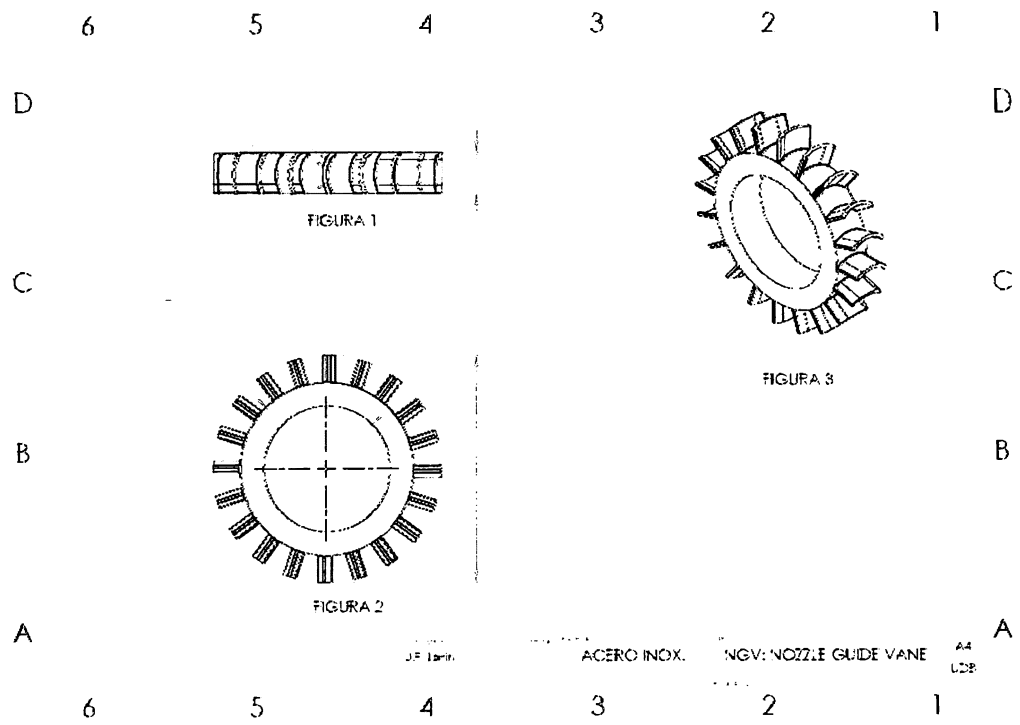 6 5 4 3 2 1
D D
FIGURA 1
C C
FIGURA 3
B B
FIGURA 2
A A
ACERO INOX. NGV: NOZZLE GUIDE VANE A4
UDB
6 5 4 3 2 1